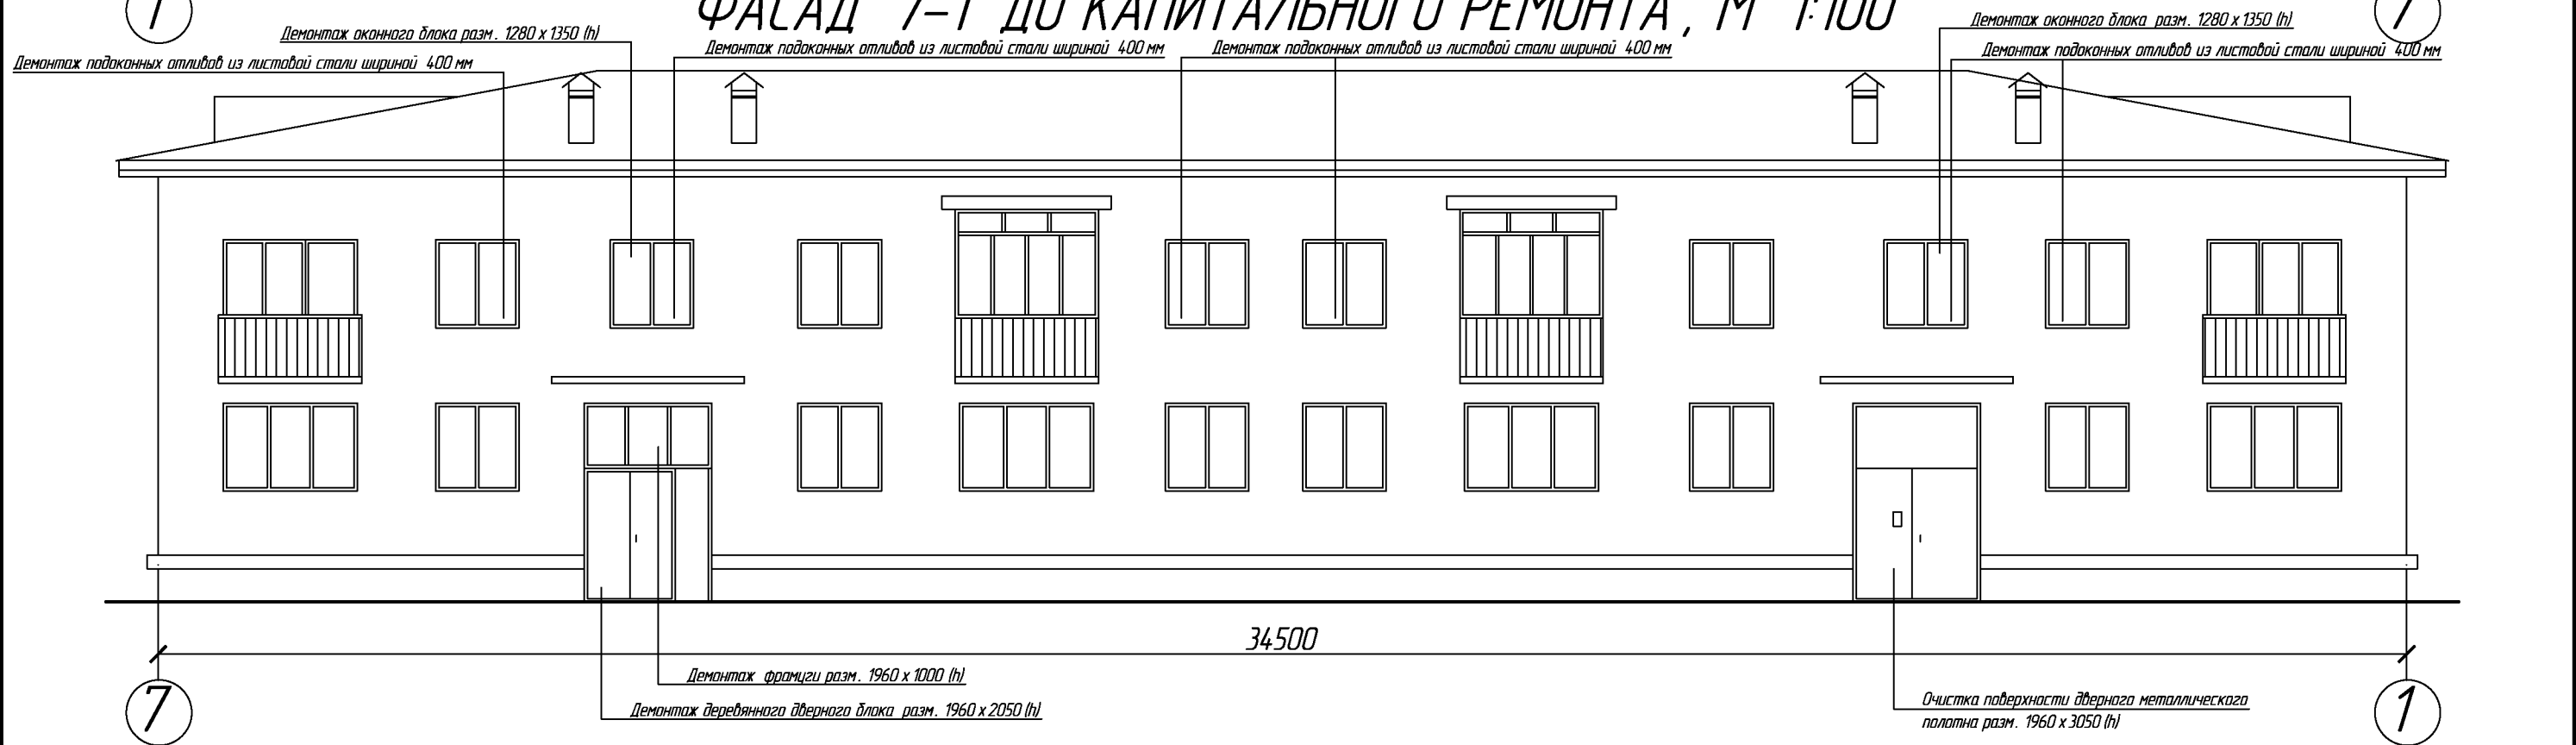 ФАСАД 7-1 ДО КАПИТАЛЬНОГО РЕМОНТА, М 1:100
Демонтаж оконного блока разм. 1280 х 1350 (h)
Демонтаж оконного блока разм. 1280 х 1350 (h)
Демонтаж подоконных отливов из листовой стали шириной 400 мм
Демонтаж подоконных отливов из листовой стали шириной 400 мм
Демонтаж подоконных отливов из листовой стали шириной 400 мм
Демонтаж подоконных отливов из листовой стали шириной 400 мм
34500
Демонтаж фрамуги разм. 1960 х 1000 (h)
Демонтаж деревянного дверного блока разм. 1960 х 2050 (h)
Очистка поверхности дверного металлического
полотна разм. 1960 х 3050 (h)
7
1